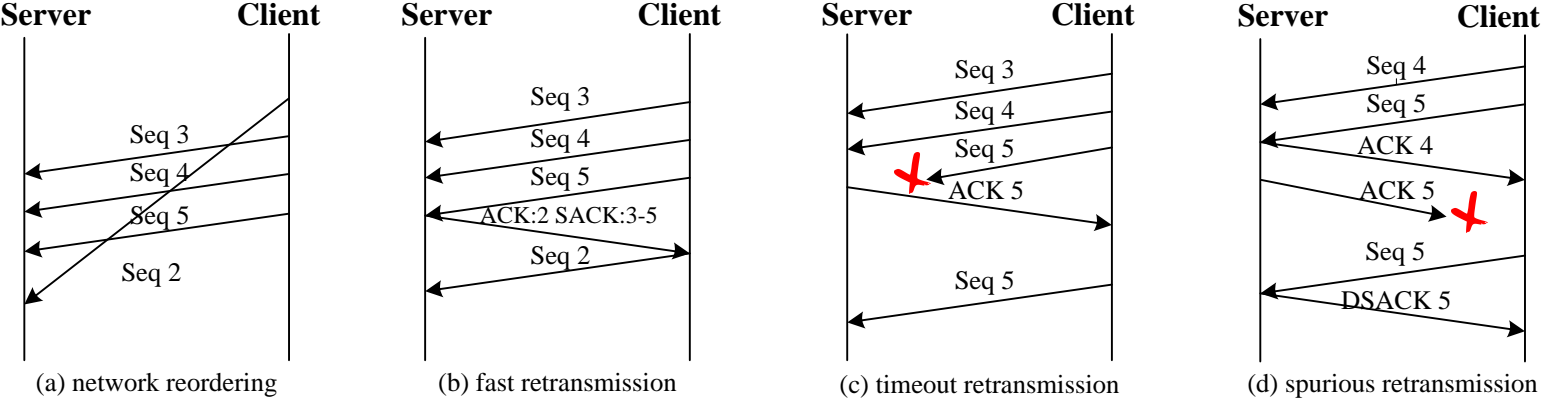 Server Client
Seq 3
Seq 4
Seq 5
Seq 2
(a) network reordering
Server Client
Seq 3
Seq 4
Seq 5
ACK:2 SACK:3-5
Seq 2
(b) fast retransmission
Server Client
Seq 3
Seq 4
Seq 5
ACK 5
Seq 5
(c) timeout retransmission
Server Client
Seq 4
Seq 5
ACK 4
ACK 5
Seq 5
DSACK 5
(d) spurious retransmission